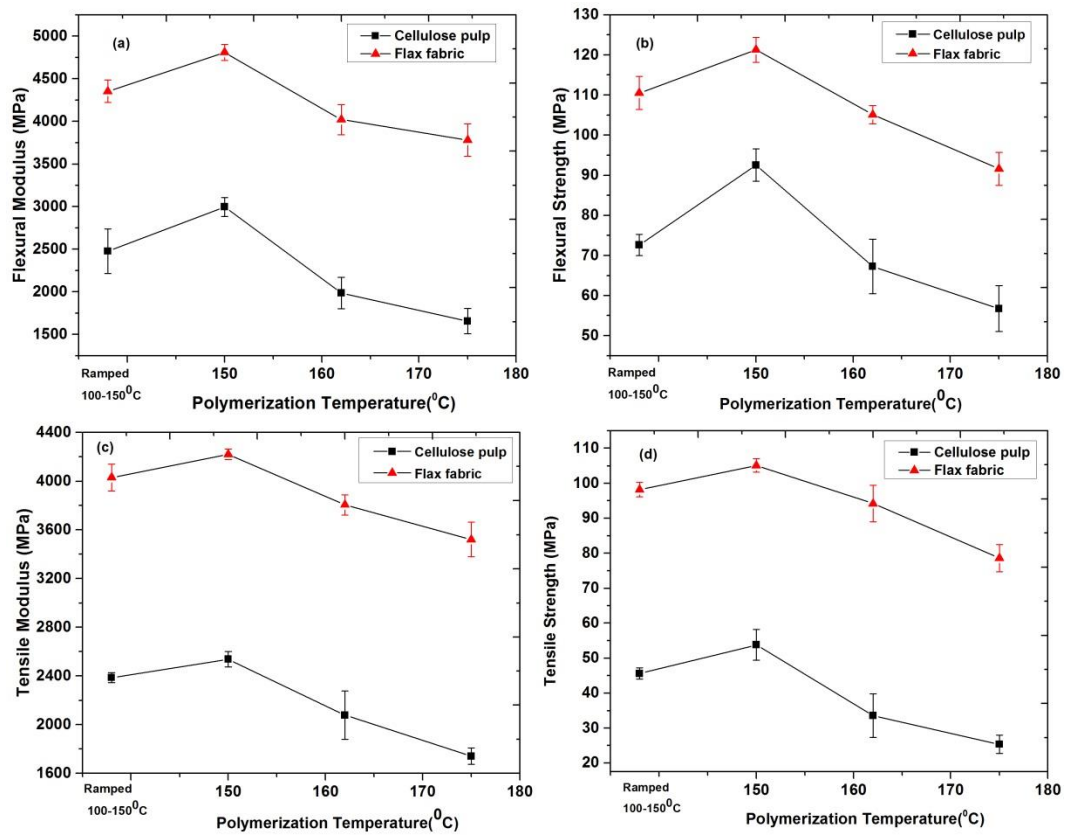 (a)
Cellulose pulp
Flax fabric
5000
4500
4000
3500
3000
2500
2000
1500
Flexural Modulus (MPa)
Ramped
100-150⁰C
150 160 170 180
Polymerization Temperature(⁰C)
(b)
Cellulose pulp
Flax fabric
130
120
110
100
90
80
70
60
50
Flexural Strength (MPa)
Ramped
100-150⁰C
150 160 170 180
Polymerization Temperature(⁰C)
(c)
Cellulose pulp
Flax fabric
4400
4000
3600
3200
2800
2400
2000
1600
Tensile Modulus (MPa)
Ramped
100-150⁰C
150 160 170 180
Polymerization Temperature(⁰C)
(d)
Cellulose pulp
Flax fabric
110
100
90
80
70
60
50
40
30
20
Tensile Strength (MPa)
Ramped
100-150⁰C
150 160 170 180
Polymerization Temperature(⁰C)